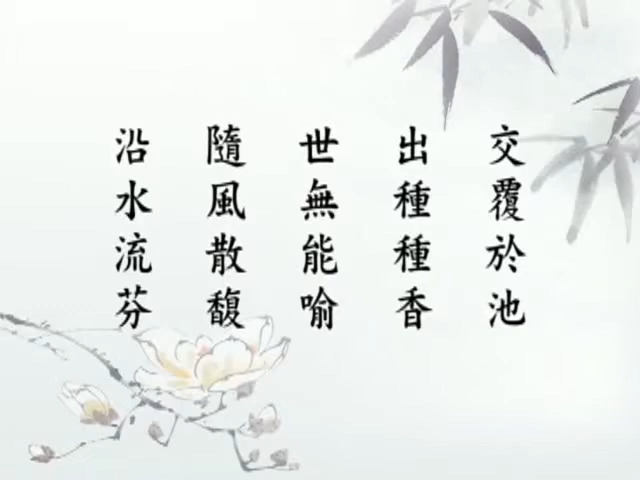 交覆於池
出種種香
世無能喻
隨風散馥
沿水流芬